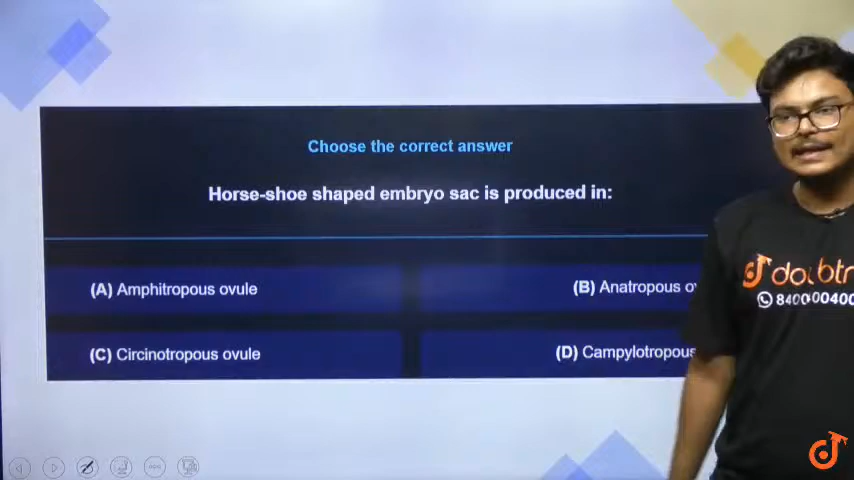 Choose the correct answer
Horse-shoe shaped embryo sac is produced in:
(A) Amphitropous ovule
(B) Anatropous
(C) Circinotropous ovule
(D) Campylotropous